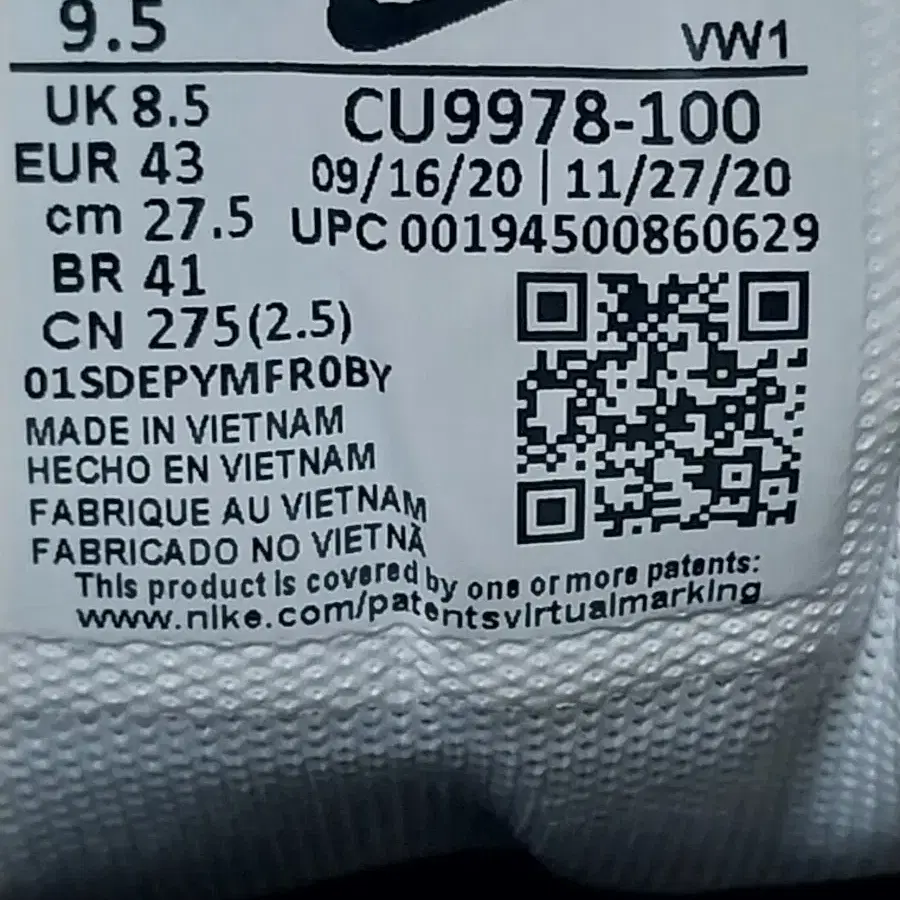 9.5
VW1
UK 8.5
CU9978-100
EUR 43
09/16/20 | 11/27/20
cm 27.5
UPC 00194500860629
BR 41
CN 275(2.5)
01SDEPYMFR0BY
MADE IN VIETNAM
HECHO EN VIETNAM
FABRIQUE AU VIETNAM
FABRICADO NO VIETNÃ
This product is covered by one or more patents:
www.nike.com/patentsvirtualmarking